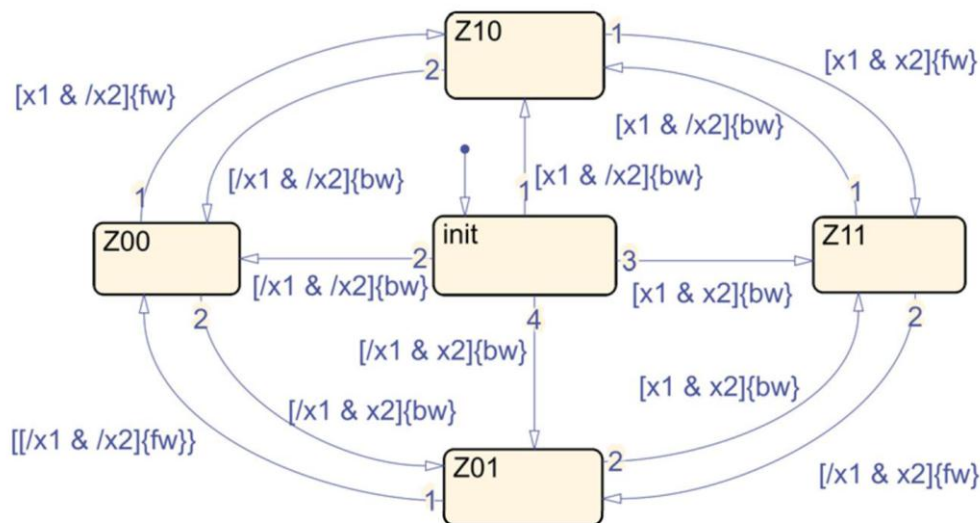 Z10
1
2
[x1 & /x2]{fw}
[x1 & x2]{fw}
[x1 & /x2]{bw}
[/x1 & /x2]{bw}
1
[x1 & /x2]{bw}
1
1
Z00
init
Z11
2
3
[/x1 & /x2]{bw}
[x1 & x2]{bw}
2
4
2
[/x1 & x2]{bw}
[x1 & x2]{bw}
[/x1 & x2]{bw}
[[/x1 & /x2]{fw}}
Z01
2
1
[/x1 & x2]{fw}